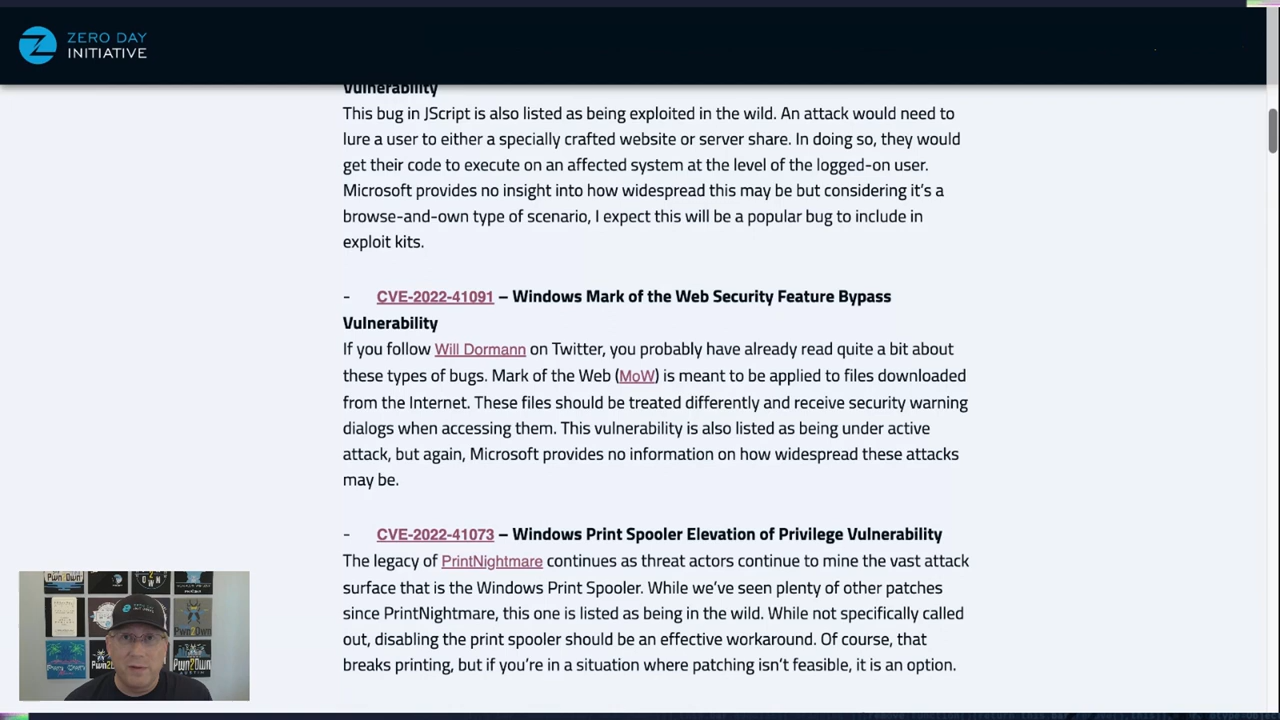 ZERO DAY
INITIATIVE
Vulnerability
This bug in JScript is also listed as being exploited in the wild. An attack would need to
lure a user to either a specially crafted website or server share. In doing so, they would
get their code to execute on an affected system at the level of the logged-on user.
Microsoft provides no insight into how widespread this may be but considering it's a
browse-and-own type of scenario, I expect this will be a popular bug to include in
exploit kits.
- CVE-2022-41091 – Windows Mark of the Web Security Feature Bypass
Vulnerability
If you follow Will Dormann on Twitter, you probably have already read quite a bit about
these types of bugs. Mark of the Web (MoW) is meant to be applied to files downloaded
from the Internet. These files should be treated differently and receive security warning
dialogs when accessing them. This vulnerability is also listed as being under active
attack, but again, Microsoft provides no information on how widespread these attacks
may be.
- CVE-2022-41073 – Windows Print Spooler Elevation of Privilege Vulnerability
The legacy of PrintNightmare continues as threat actors continue to mine the vast attack
surface that is the Windows Print Spooler. While we've seen plenty of other patches
since PrintNightmare, this one is listed as being in the wild. While not specifically called
out, disabling the print spooler should be an effective workaround. Of course, that
breaks printing, but if you're in a situation where patching isn't feasible, it is an option.